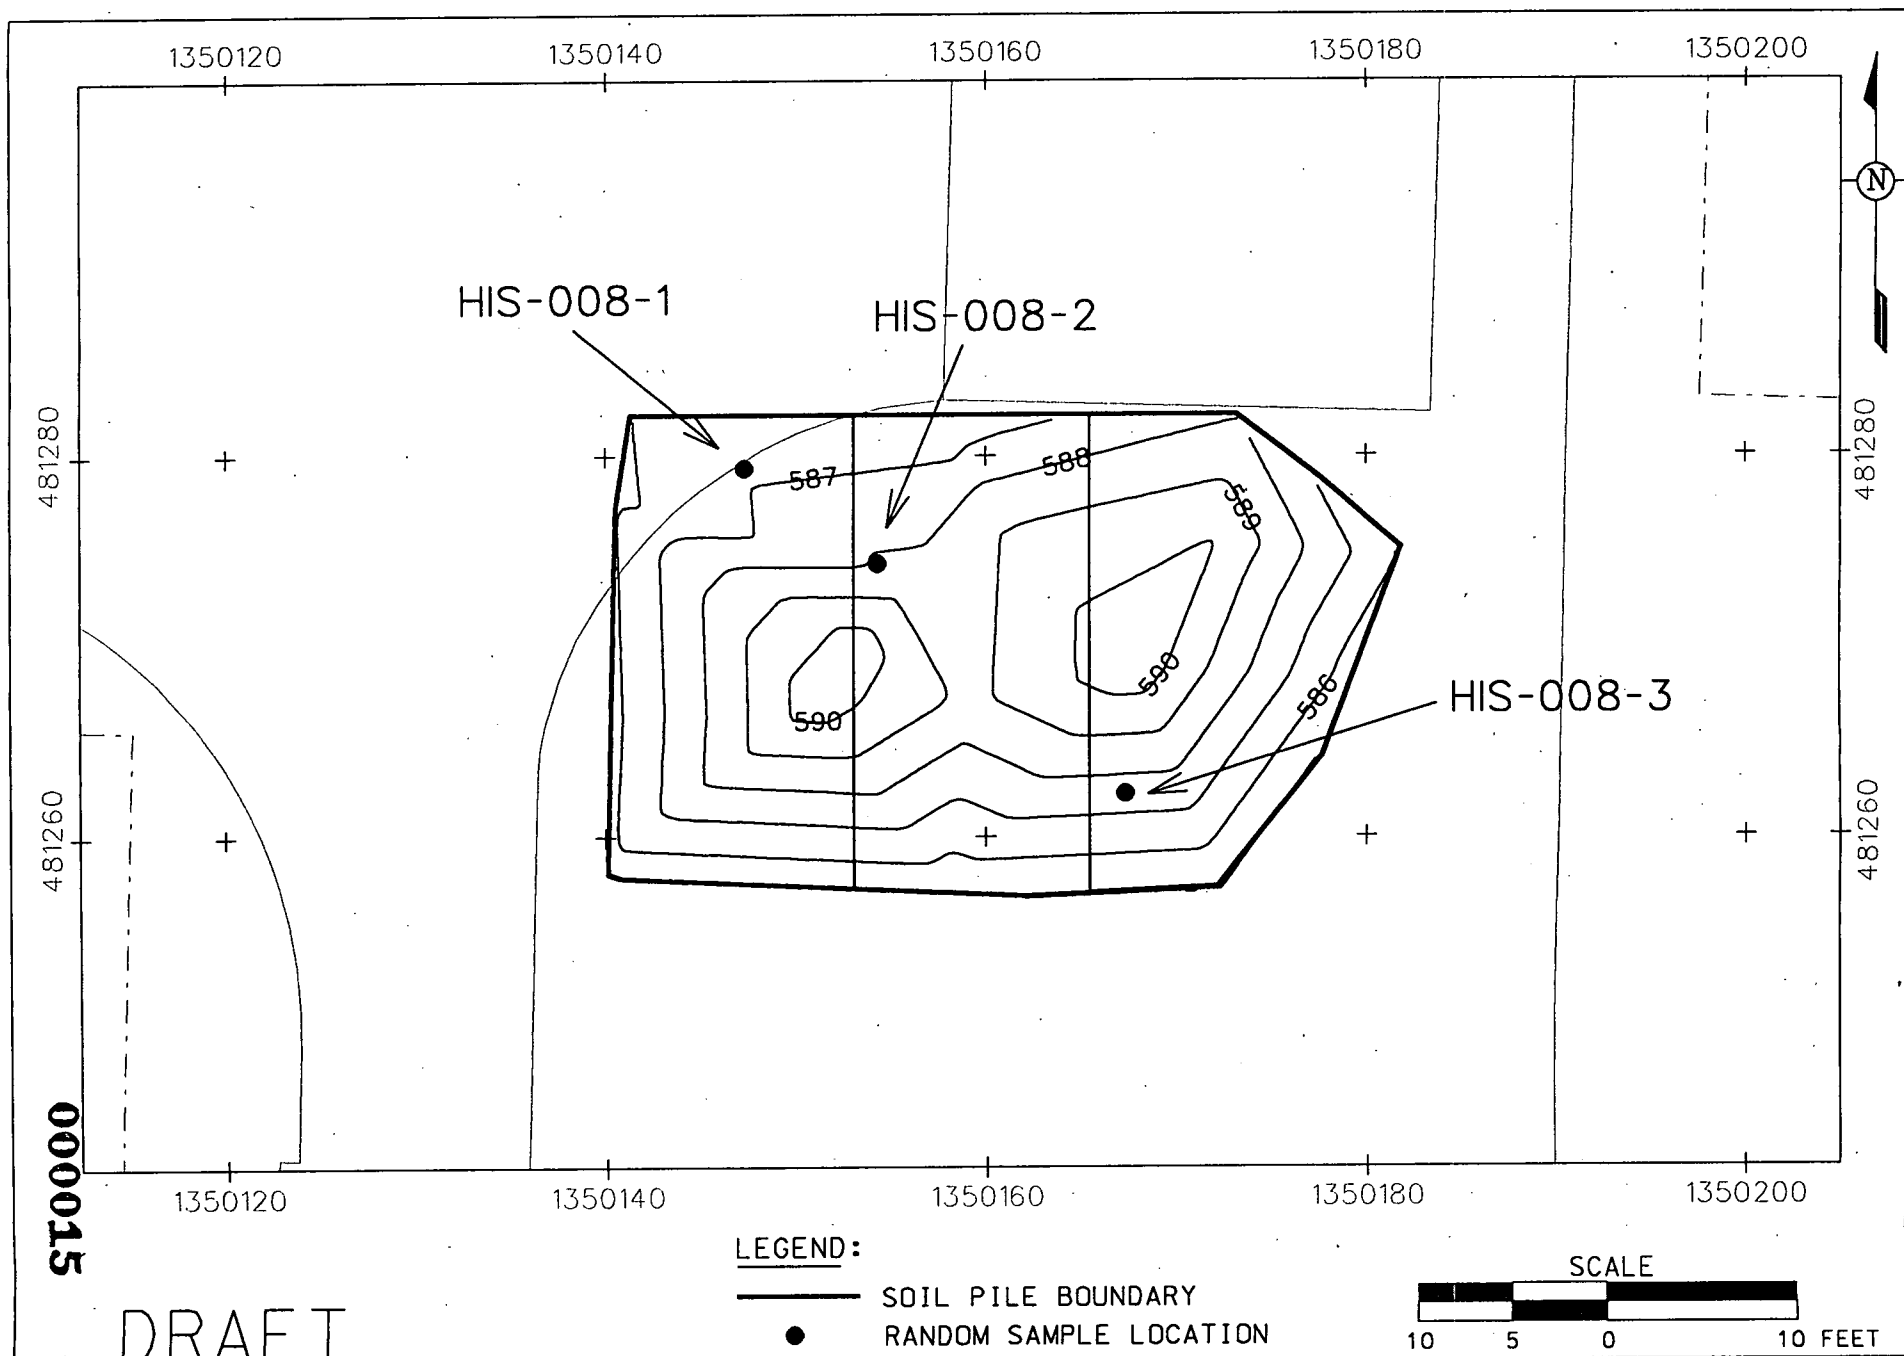 1350120 1350140 1350160 1350180 1350200
N
HIS-008-1
HIS-008-2
481280
481280
587
588
589
590
590
586
HIS-008-3
481260
481260
1350120 1350140 1350160 1350180 1350200
000015
LEGEND:
SOIL PILE BOUNDARY
RANDOM SAMPLE LOCATION
SCALE
10 5 0 10 FEET
DRAFT